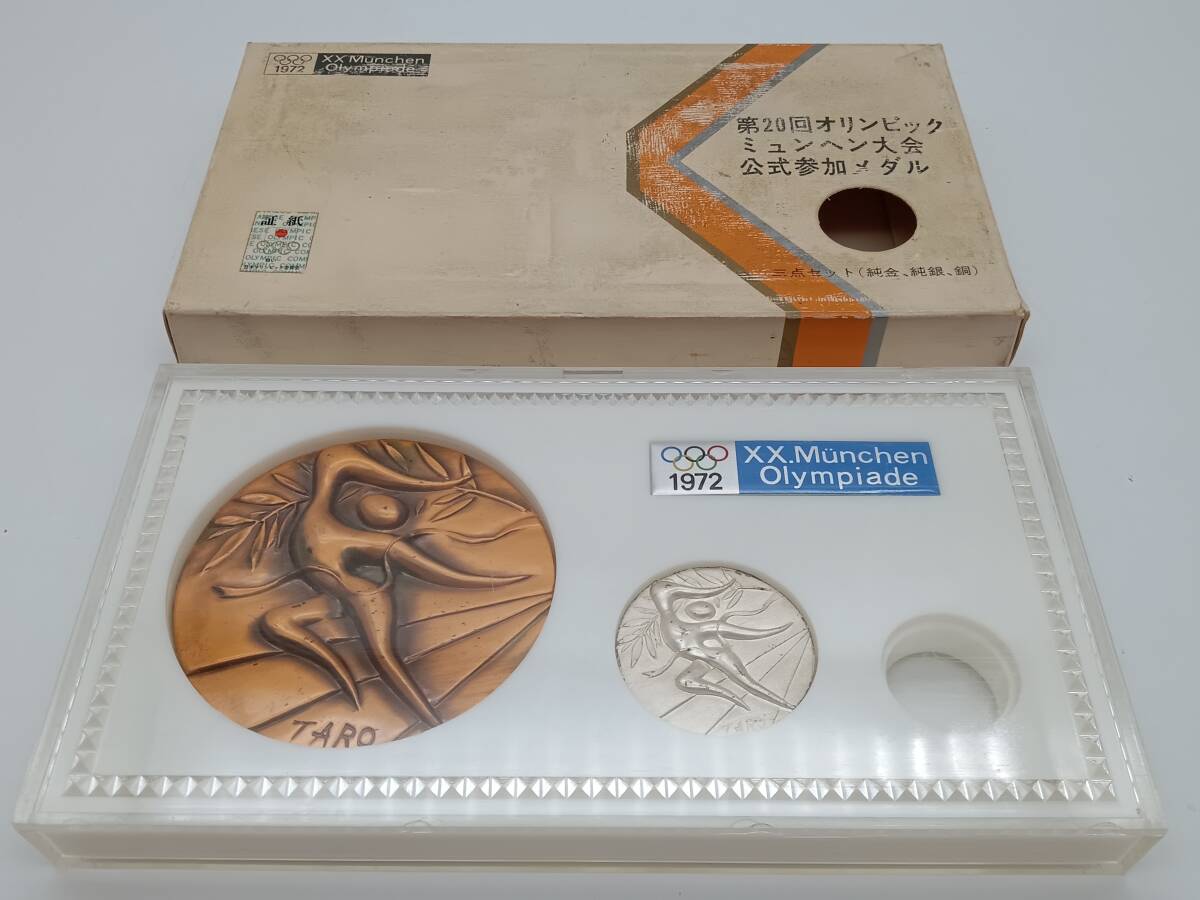 1972
XX.München
Olympiade
第20回オリンピック
ミュンヘン大会
公式参加メダル
証紙
三点セット(純金、純銀、銅)
1972
XX.München
Olympiade
TARO
TARO